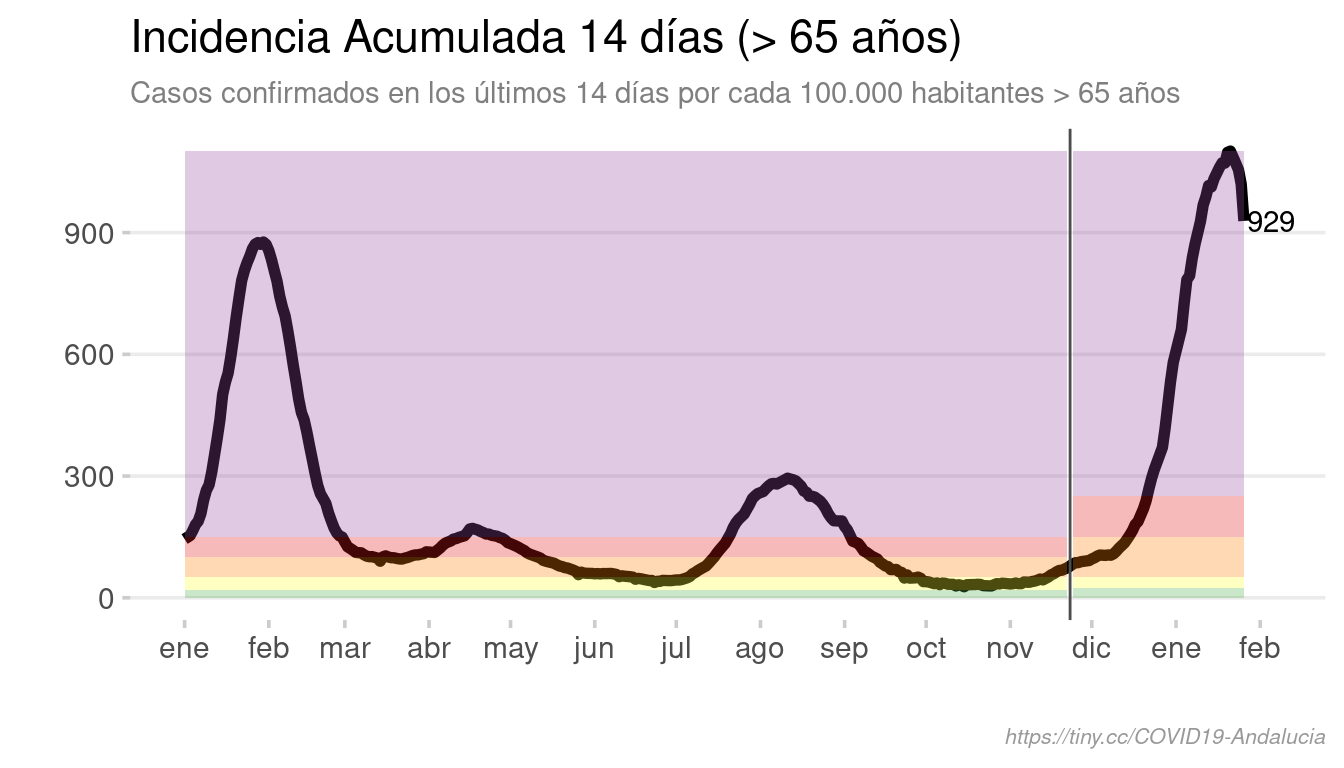 Incidencia Acumulada 14 días (> 65 años)
Casos confirmados en los últimos 14 días por cada 100.000 habitantes > 65 años
900
929
600
300
0
ene feb mar abr may jun jul ago sep oct nov dic ene feb
https://tiny.cc/COVID19-Andalucia